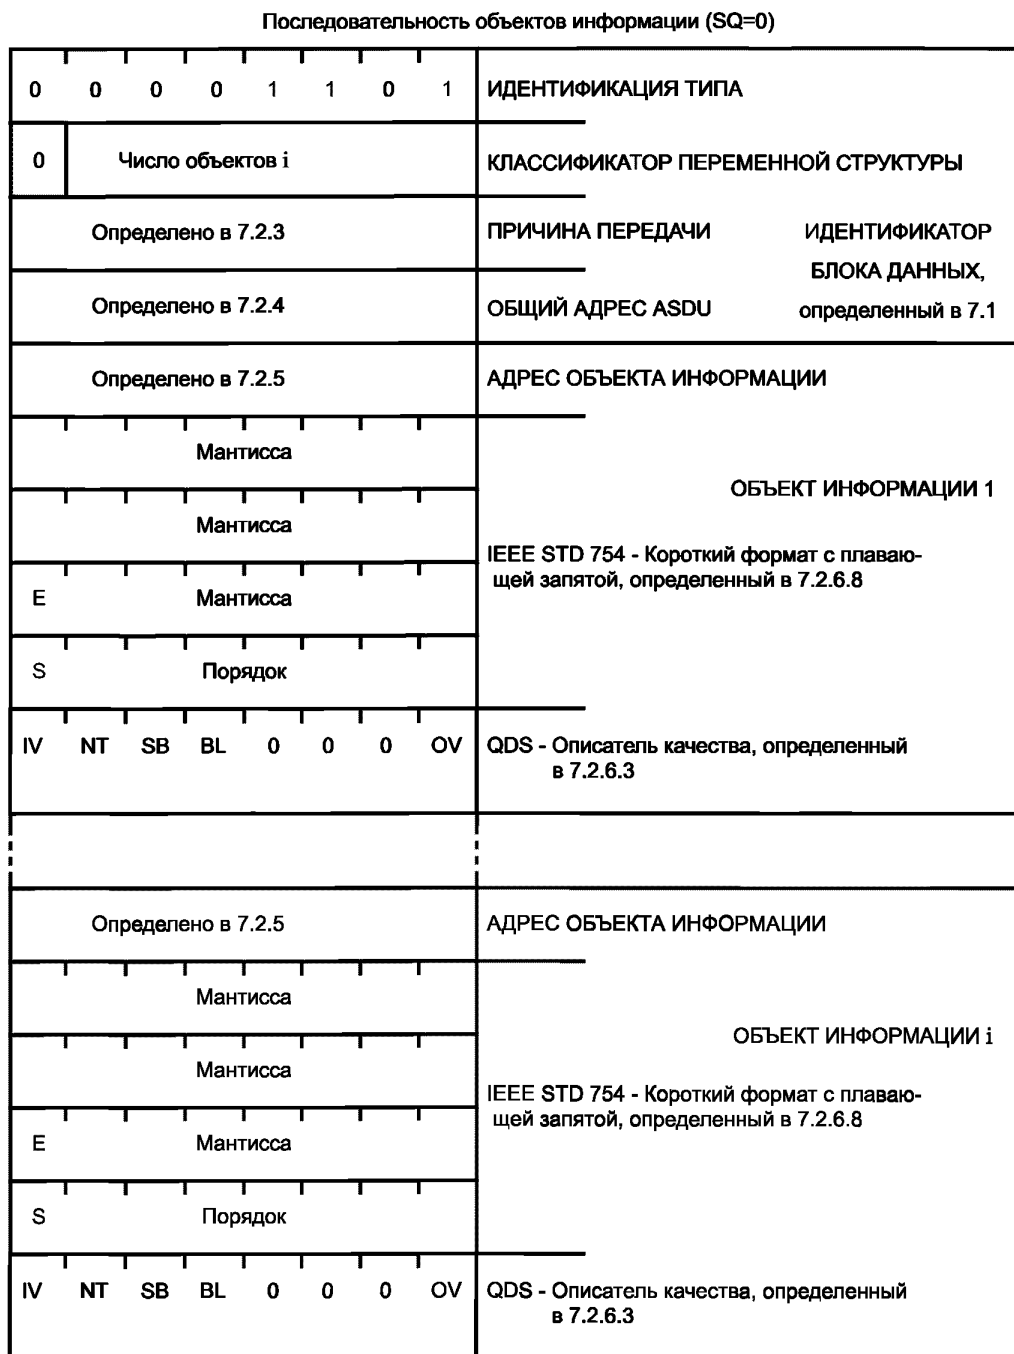 Последовательность объектов информации (SQ=0)
0 0 0 0 1 1 0 1 ИДЕНТИФИКАЦИЯ ТИПА
0 Число объектов i КЛАССИФИКАТОР ПЕРЕМЕННОЙ СТРУКТУРЫ
Определено в 7.2.3 ПРИЧИНА ПЕРЕДАЧИ ИДЕНТИФИКАТОР
БЛОКА ДАННЫХ,
Определено в 7.2.4 ОБЩИЙ АДРЕС ASDU определенный в 7.1
Определено в 7.2.5 АДРЕС ОБЪЕКТА ИНФОРМАЦИИ
Мантисса
ОБЪЕКТ ИНФОРМАЦИИ 1
Мантисса
IEEE STD 754 - Короткий формат с плаваю-
щей запятой, определенный в 7.2.6.8
E Мантисса
S Порядок
IV NT SB BL 0 0 0 OV QDS - Описатель качества, определенный
в 7.2.6.3
Определено в 7.2.5 АДРЕС ОБЪЕКТА ИНФОРМАЦИИ
Мантисса
ОБЪЕКТ ИНФОРМАЦИИ i
Мантисса
IEEE STD 754 - Короткий формат с плаваю-
щей запятой, определенный в 7.2.6.8
E Мантисса
S Порядок
IV NT SB BL 0 0 0 OV QDS - Описатель качества, определенный
в 7.2.6.3